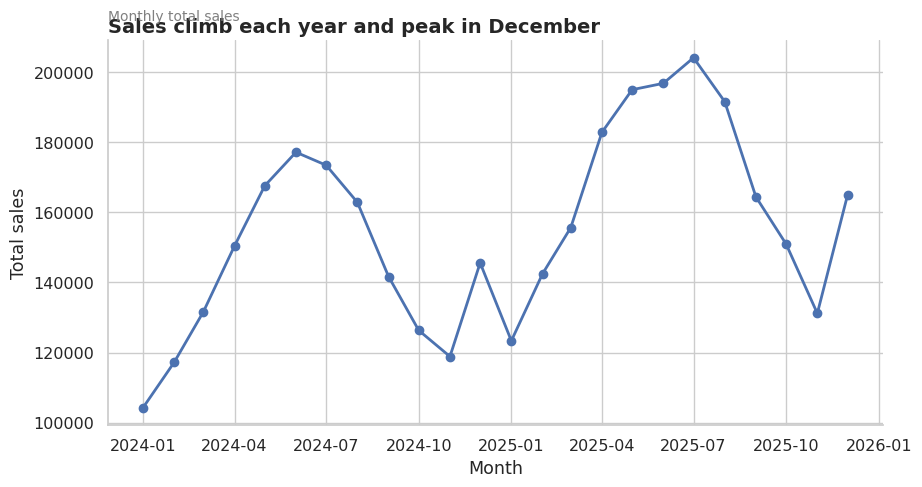 Monthly total sales
Sales climb each year and peak in December
200000
180000
160000
140000
120000
100000
Total sales
2024-01 2024-04 2024-07 2024-10 2025-01 2025-04 2025-07 2025-10 2026-01
Month